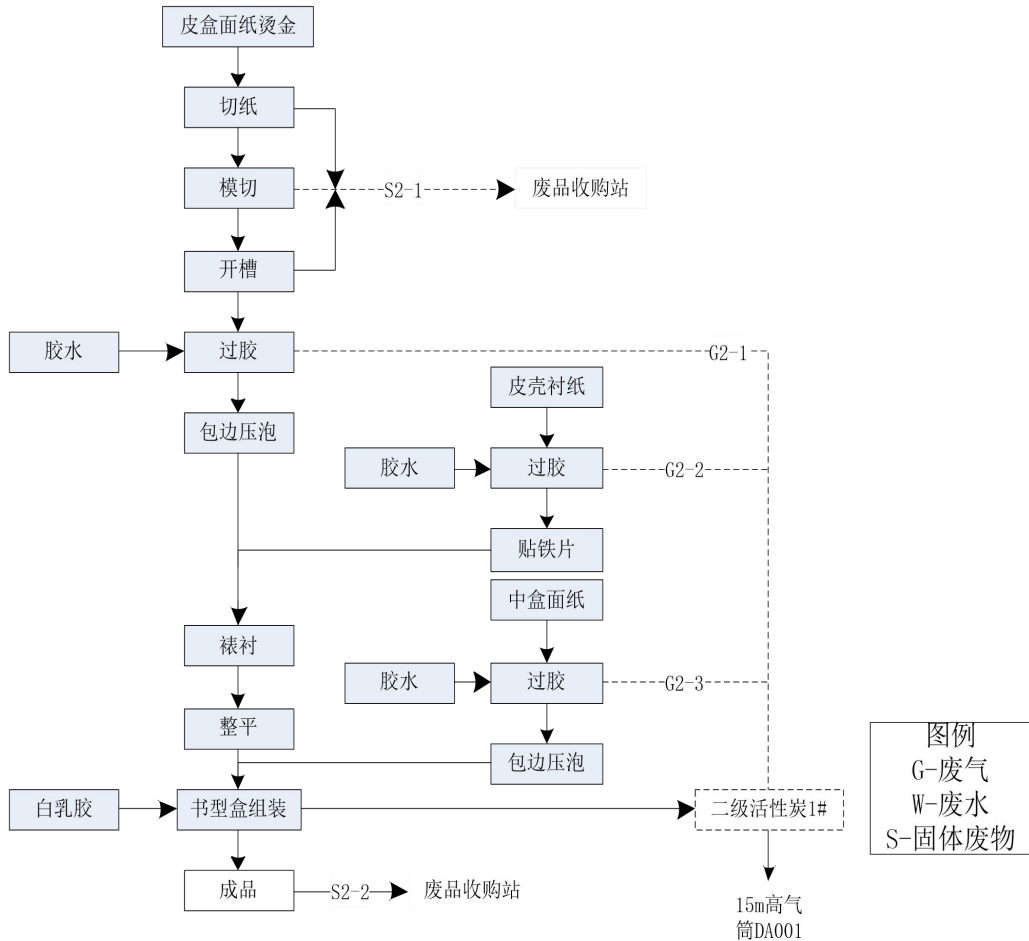 皮盒面纸烫金
切纸
模切
S2-1
废品收购站
开槽
胶水
过胶
G2-1
皮壳衬纸
包边压泡
胶水
过胶
G2-2
贴铁片
中盒面纸
裱衬
胶水
过胶
G2-3
整平
包边压泡
图例
G-废气
W-废水
S-固体废物
白乳胶
书型盒组装
二级活性炭1#
成品
S2-2
废品收购站
15m高气
筒DA001